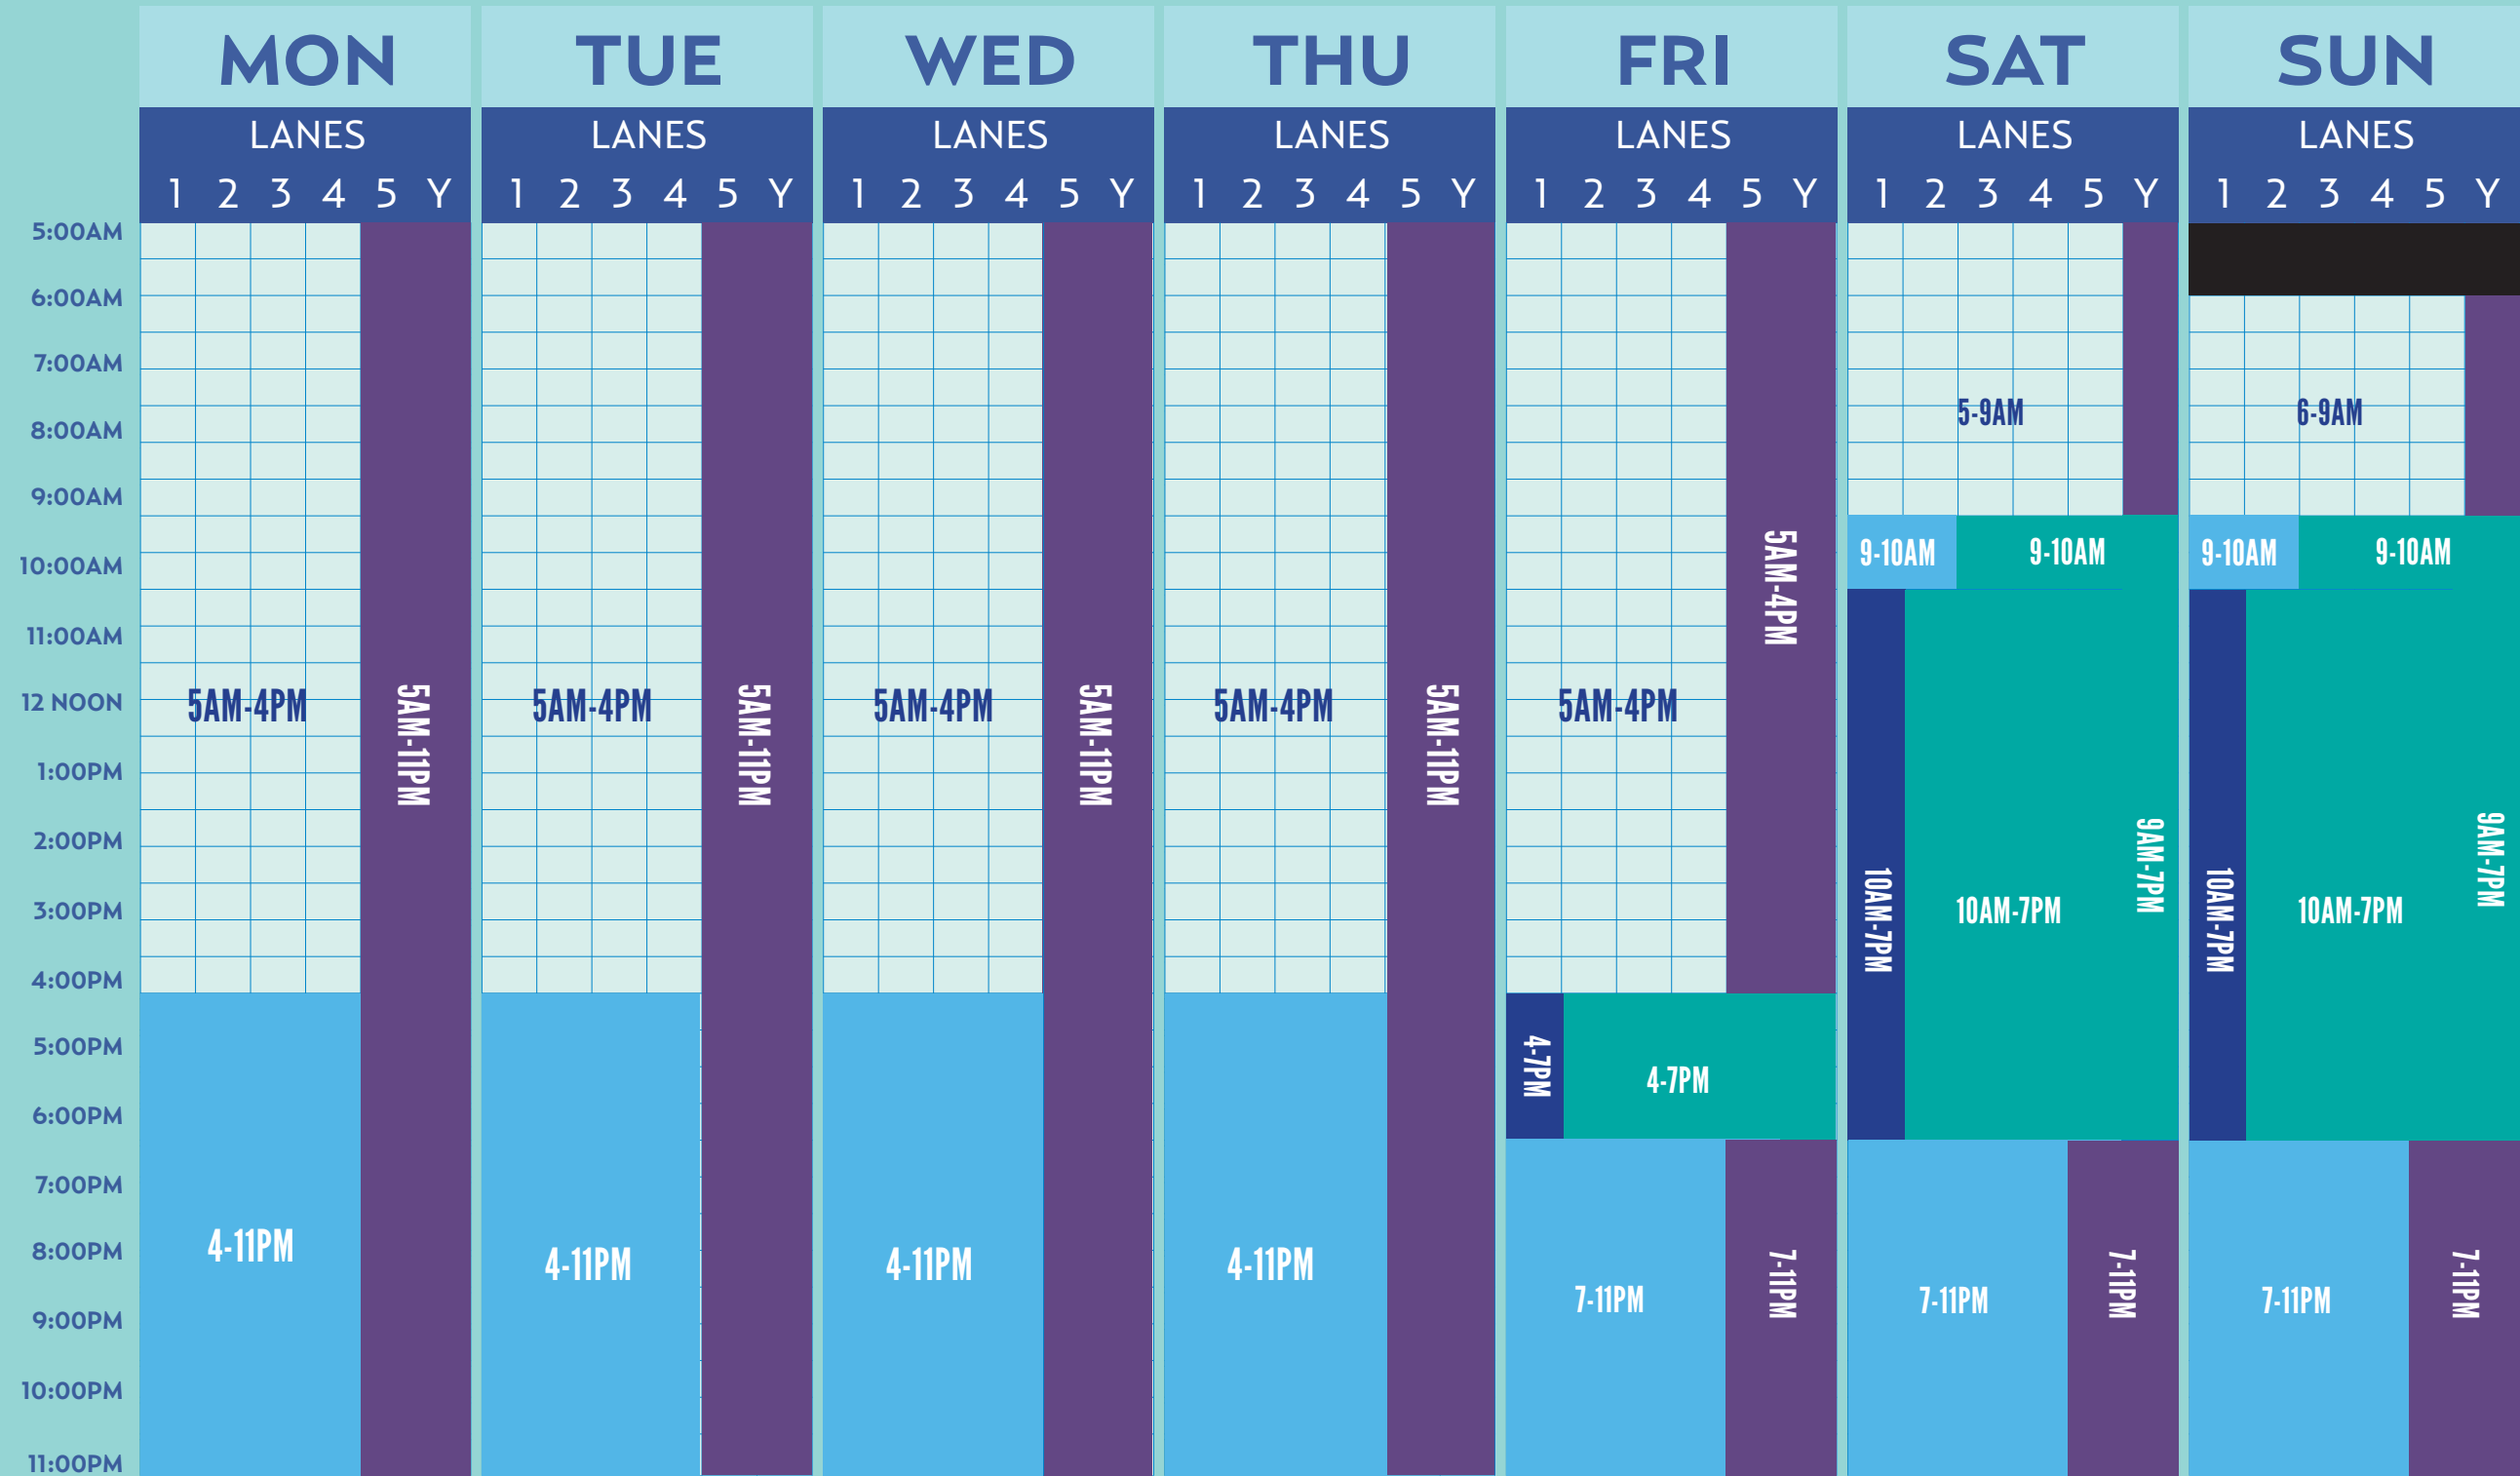 MON TUE WED THU FRI SAT SUN
LANES LANES LANES LANES LANES LANES LANES
1 2 3 4 5 Y 1 2 3 4 5 Y 1 2 3 4 5 Y 1 2 3 4 5 Y 1 2 3 4 5 Y 1 2 3 4 5 Y 1 2 3 4 5 Y
5:00AM
6:00AM
7:00AM
5-9AM 6-9AM
8:00AM
9:00AM
9-10AM 9-10AM 9-10AM 9-10AM
10:00AM
5AM-4PM
11:00AM
12 NOON
5AM-4PM 5AM-4PM 5AM-4PM 5AM-4PM 5AM-4PM
5AM-11PM 5AM-11PM 5AM-11PM 5AM-11PM
1:00PM
2:00PM
9AM-7PM 9AM-7PM
3:00PM
10AM-7PM 10AM-7PM 10AM-7PM 10AM-7PM
4:00PM
5:00PM
4-7PM 4-7PM
6:00PM
7:00PM
4-11PM 4-11PM 4-11PM 4-11PM
8:00PM
7-11PM 7-11PM 7-11PM
7-11PM 7-11PM 7-11PM
9:00PM
10:00PM
11:00PM